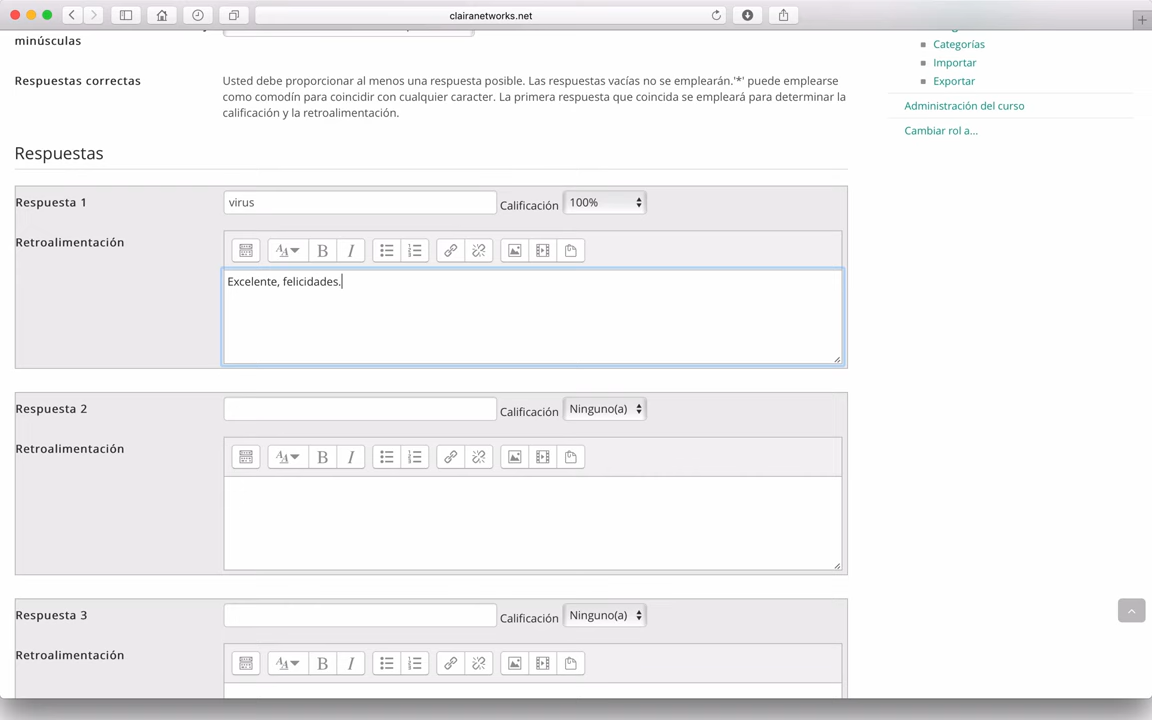 clairanetworks.net
minúsculas
Respuestas correctas
Usted debe proporcionar al menos una respuesta posible. Las respuestas vacías no se emplearán.'*' puede emplearse
como comodín para coincidir con cualquier caracter. La primera respuesta que coincida se empleará para determinar la
calificación y la retroalimentación.
Categorías
Importar
Exportar
Administración del curso
Cambiar rol a...
Respuestas
Respuesta 1
virus
Calificación
100%
Retroalimentación
B I
Excelente, felicidades.
Respuesta 2
Calificación
Ninguno(a)
Retroalimentación
B I
Respuesta 3
Calificación
Ninguno(a)
Retroalimentación
B I